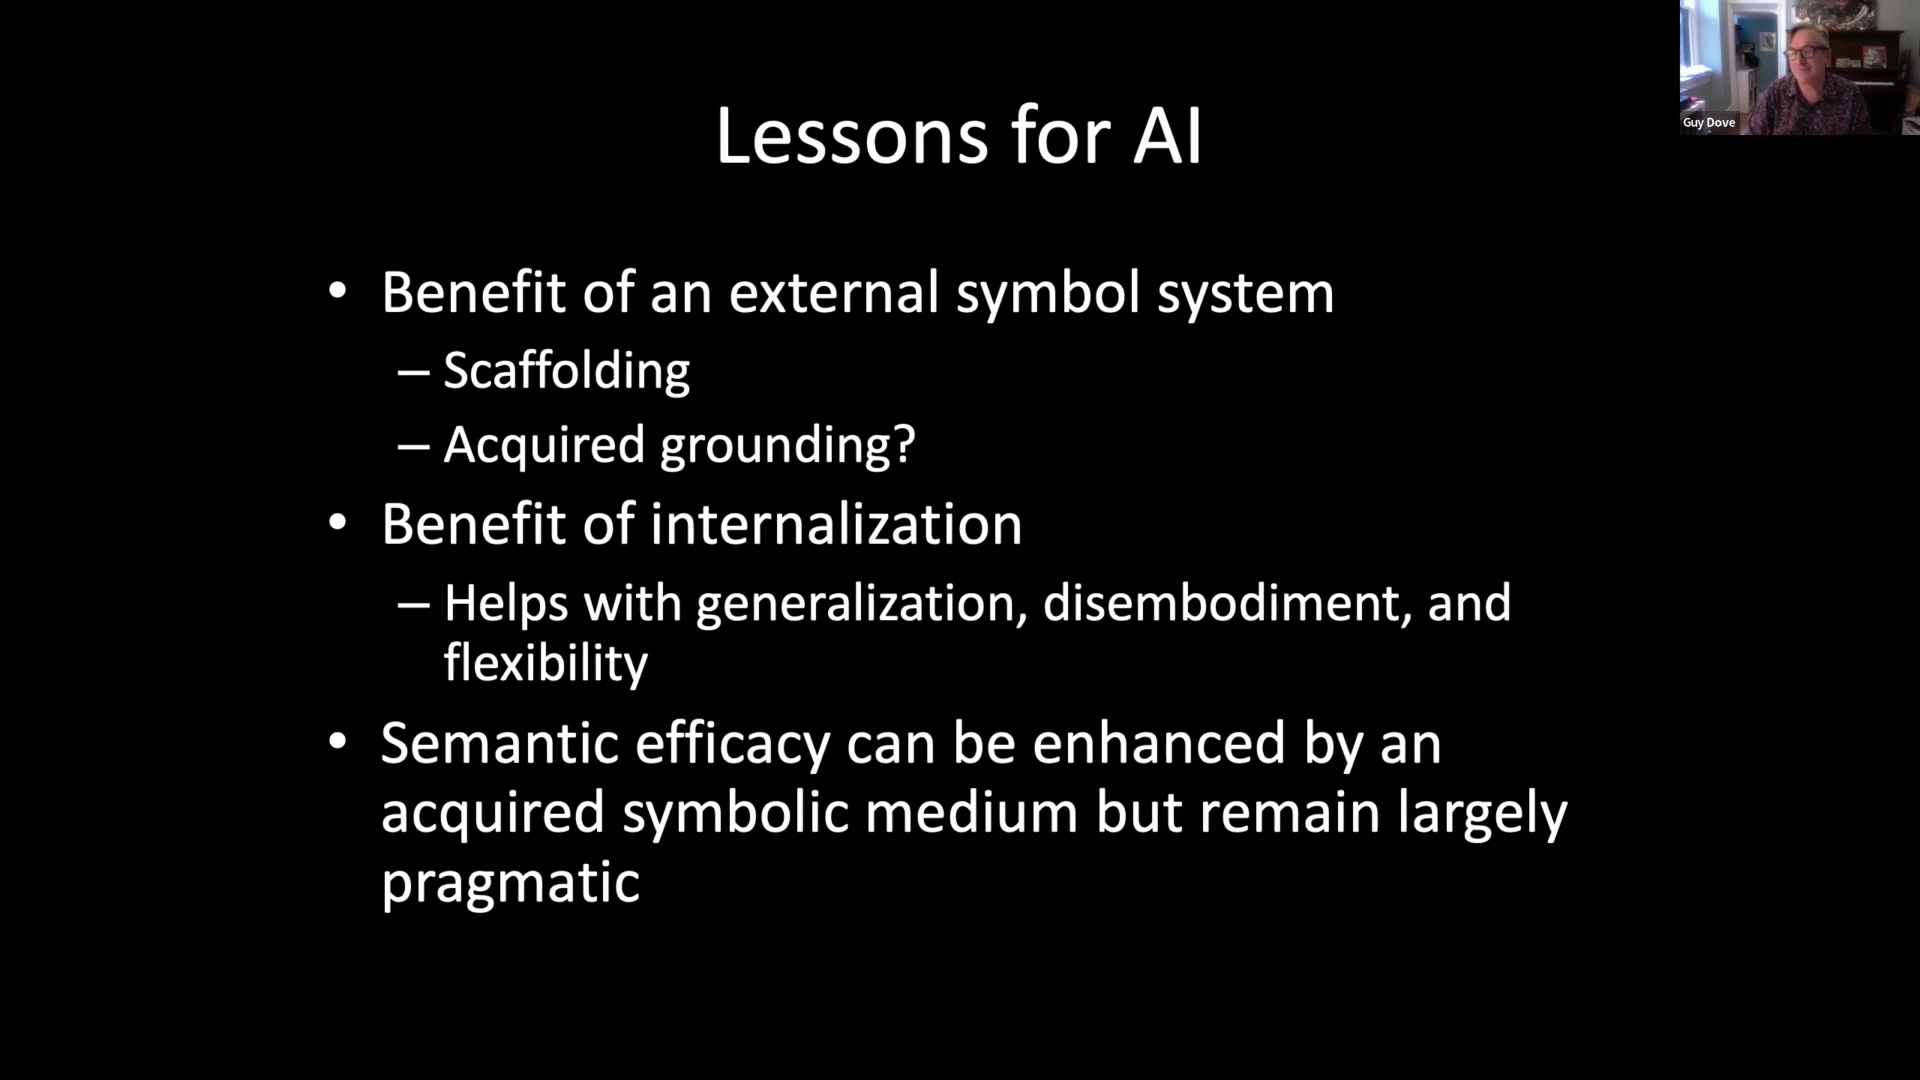 Lessons for AI
Guy Dove
• Benefit of an external symbol system
– Scaffolding
– Acquired grounding?
• Benefit of internalization
– Helps with generalization, disembodiment, and
flexibility
• Semantic efficacy can be enhanced by an
acquired symbolic medium but remain largely
pragmatic